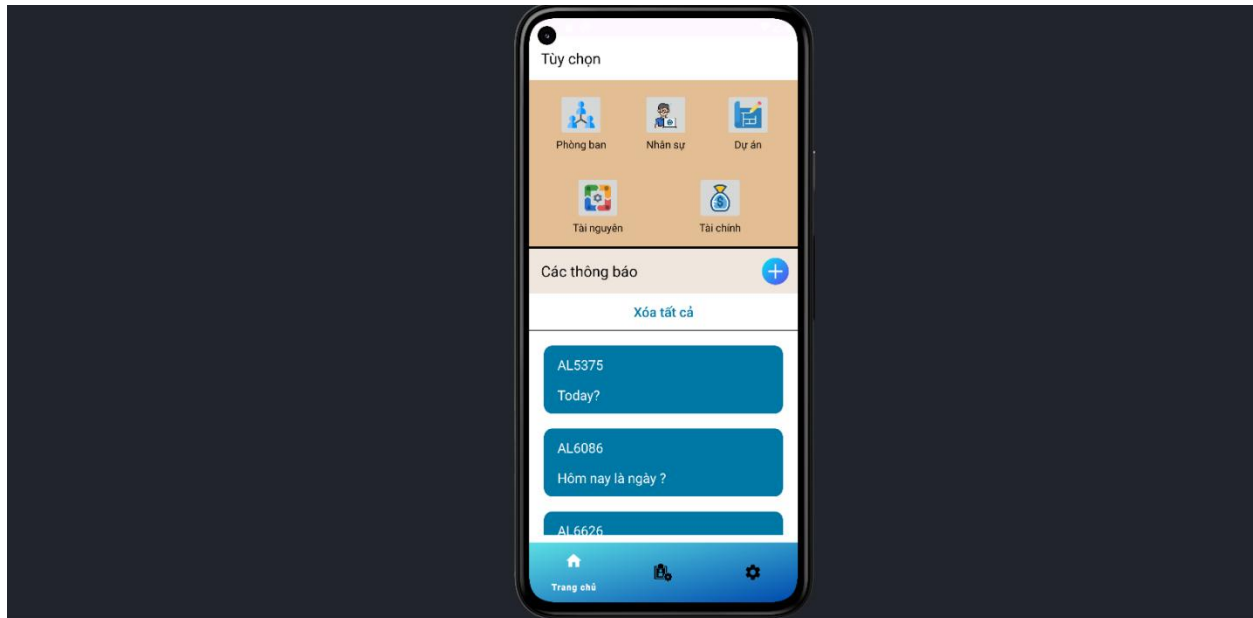 Tùy chọn
Phòng ban Nhân sự Dự án
Tài nguyên Tài chính
Các thông báo
Xóa tất cả
AL5375
Today?
AL6086
Hôm nay là ngày ?
AL6626
Trang chủ